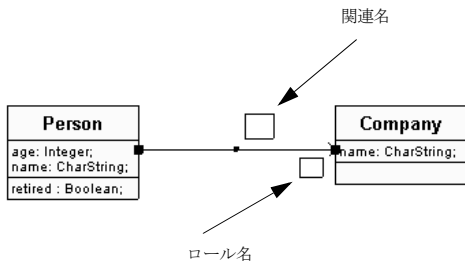 関連名
Person
age: Integer;
name: CharString;
retired : Boolean;
Company
name: CharString;
ロール名